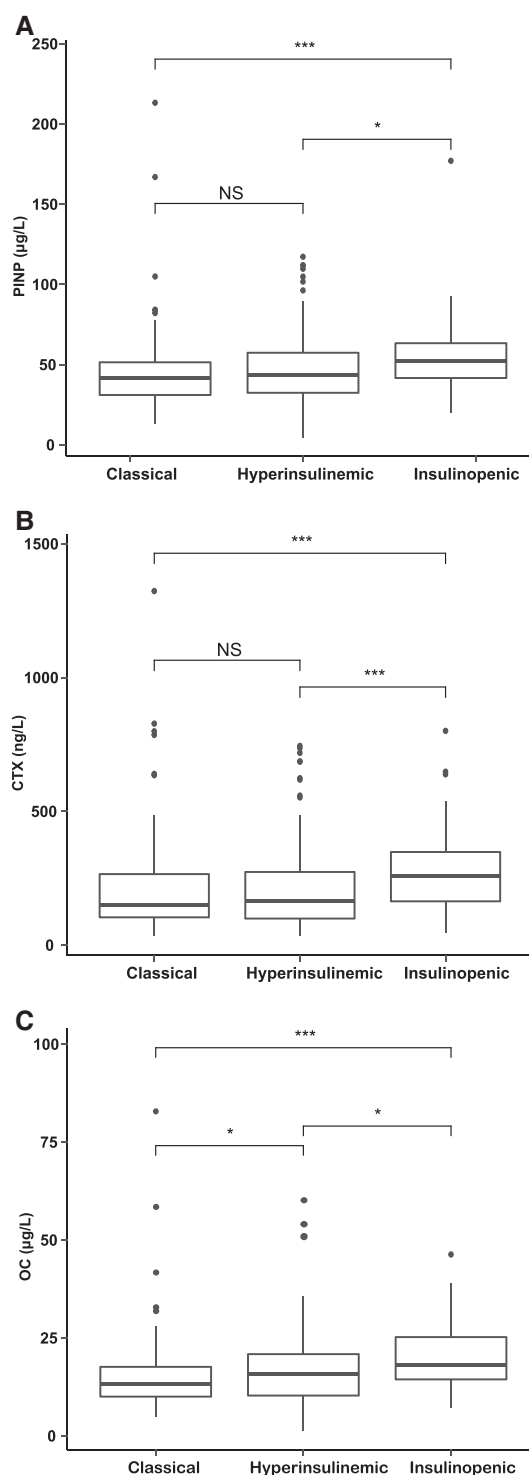 A
250
***
200
*
150
NS
PINP (µg/L)
100
50
0
Classical Hyperinsulinemic Insulinopenic
B
1500
***
NS
1000
***
CTX (ng/L)
500
0
Classical Hyperinsulinemic Insulinopenic
C
100
***
*
75
*
OC (µg/L)
50
25
0
Classical Hyperinsulinemic Insulinopenic